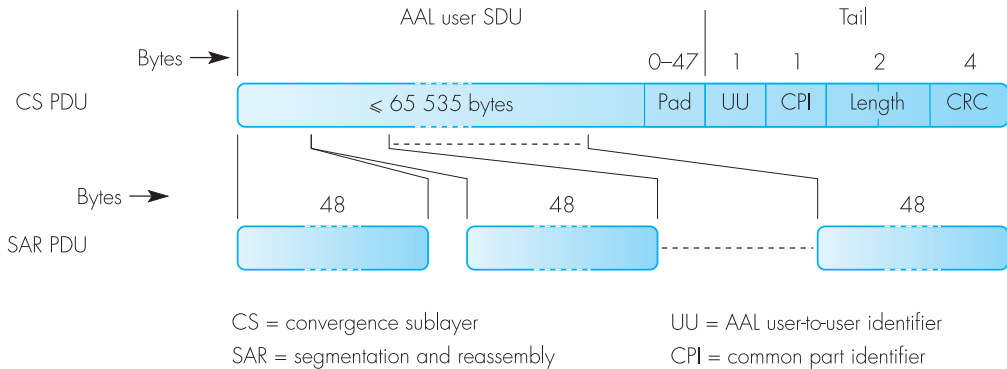 AAL user SDU Tail
Bytes 0–47 1 1 2 4
CS PDU ⩽ 65 535 bytes Pad UU CPI Length CRC
Bytes 48 48 48
SAR PDU
CS = convergence sublayer UU = AAL user-to-user identifier
SAR = segmentation and reassembly CPI = common part identifier